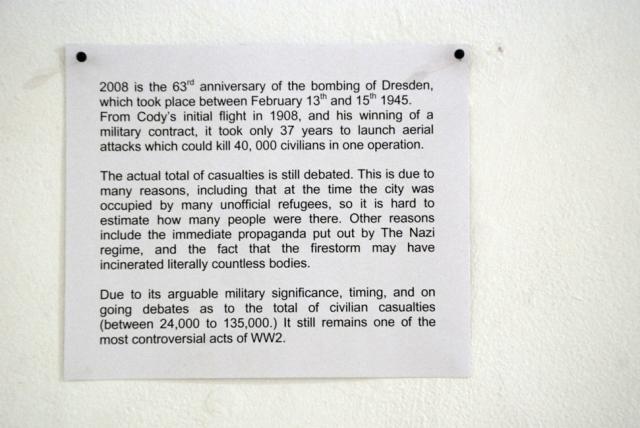 2008 is the 63rd anniversary of the bombing of Dresden,
which took place between February 13th and 15th 1945.
From Cody's initial flight in 1908, and his winning of a
military contract, it took only 37 years to launch aerial
attacks which could kill 40, 000 civilians in one operation.
The actual total of casualties is still debated. This is due to
many reasons, including that at the time the city was
occupied by many unofficial refugees, so it is hard to
estimate how many people were there. Other reasons
include the immediate propaganda put out by The Nazi
regime, and the fact that the firestorm may have
incinerated literally countless bodies.
Due to its arguable military significance, timing, and on
going debates as to the total of civilian casualties
(between 24,000 to 135,000.) It still remains one of the
most controversial acts of WW2.